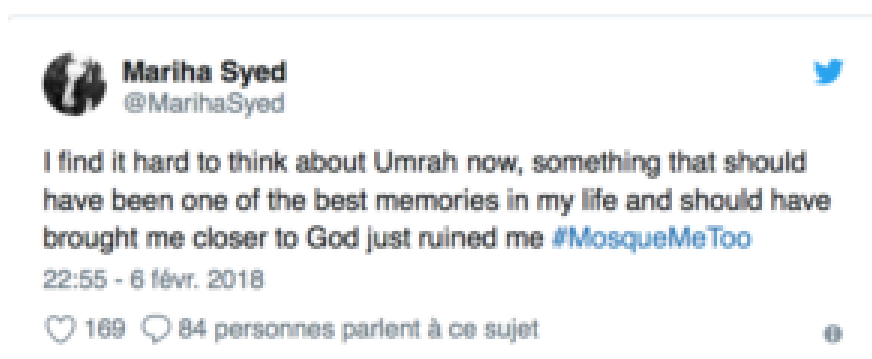 Mariha Syed
@MarihaSyed
I find it hard to think about Umrah now, something that should
have been one of the best memories in my life and should have
brought me closer to God just ruined me #MosqueMeToo
22:55 - 6 févr. 2018
169 84 personnes parlent à ce sujet